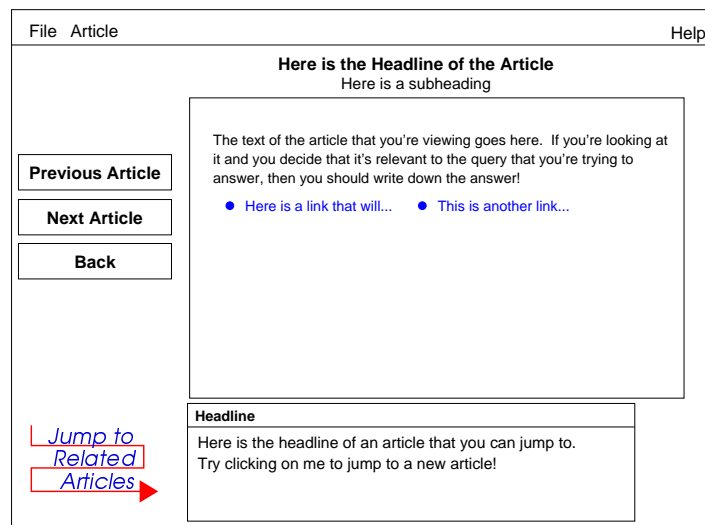 File Article Help
Here is the Headline of the Article
Here is a subheading
The text of the article that you're viewing goes here. If you're looking at
it and you decide that it's relevant to the query that you're trying to
answer, then you should write down the answer!
Here is a link that will... This is another link...
Previous Article
Next Article
Back
Jump to
Related
Articles
Headline
Here is the headline of an article that you can jump to.
Try clicking on me to jump to a new article!